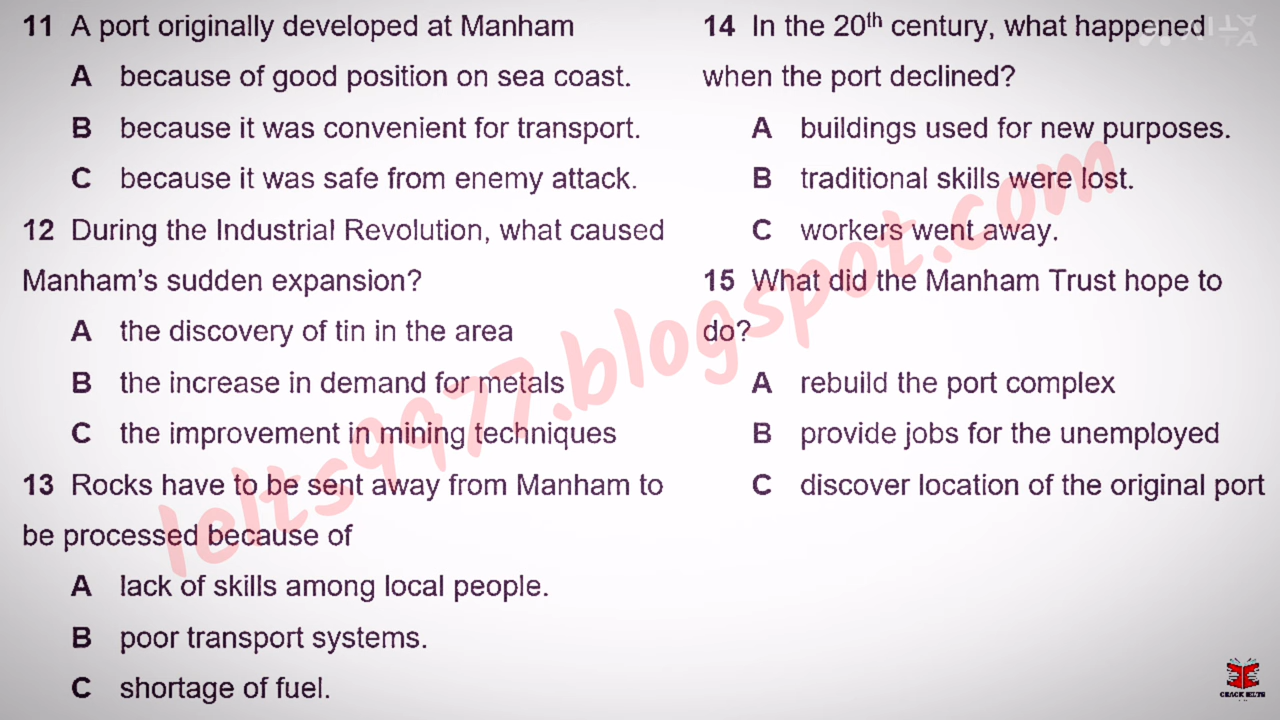 11 A port originally developed at Manham
A because of good position on sea coast.
B because it was convenient for transport.
C because it was safe from enemy attack.
12 During the Industrial Revolution, what caused
Manham's sudden expansion?
A the discovery of tin in the area
B the increase in demand for metals
C the improvement in mining techniques
13 Rocks have to be sent away from Manham to
be processed because of
A lack of skills among local people.
B poor transport systems.
C shortage of fuel.
14 In the 20th century, what happened
when the port declined?
A buildings used for new purposes.
B traditional skills were lost.
C workers went away.
15 What did the Manham Trust hope to
do?
A rebuild the port complex
B provide jobs for the unemployed
C discover location of the original port
Ielts9977.blogspot.com
CRACK IELTS